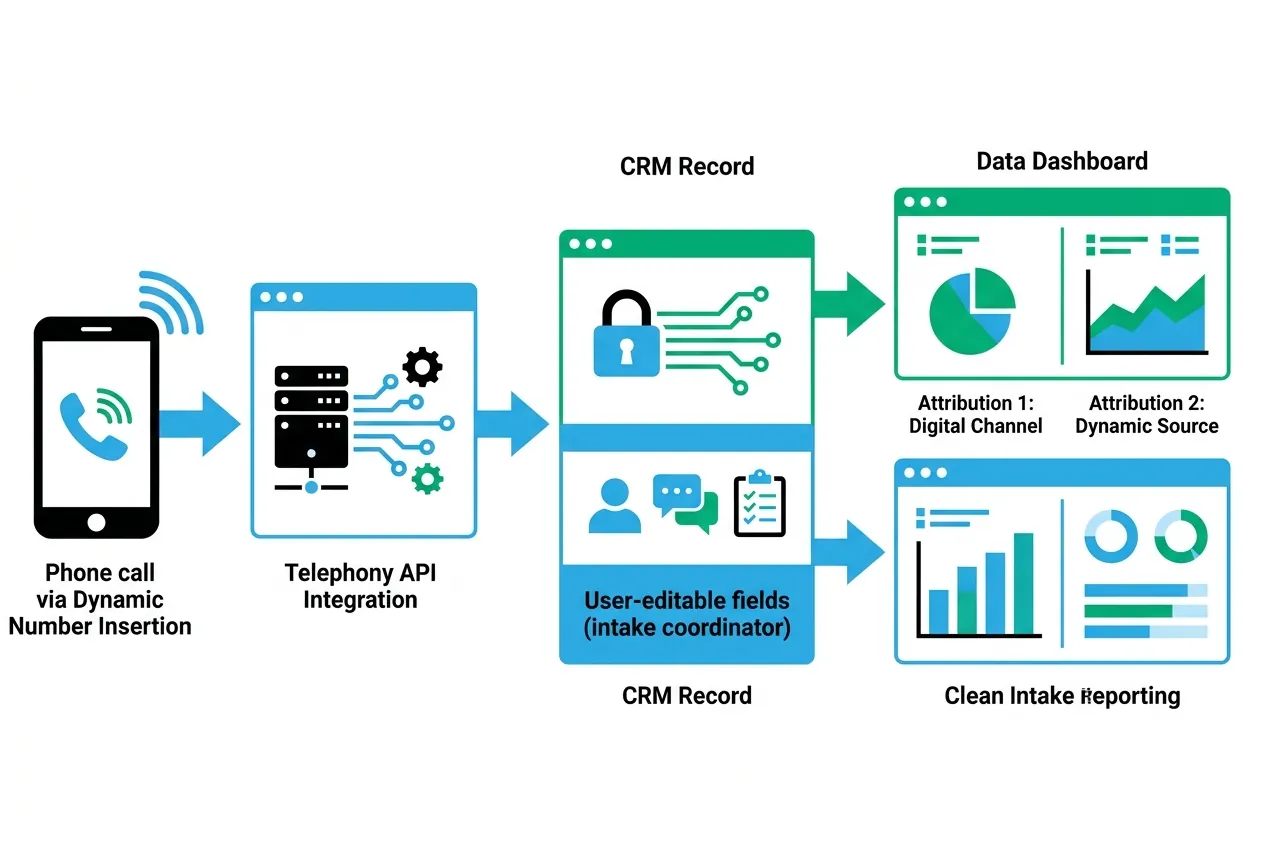 Phone call
via Dynamic
Number Insertion
Telephony API
Integration
CRM Record
User-editable fields
(intake coordinator)
CRM Record
Data Dashboard
Attribution 1:
Digital Channel
Attribution 2:
Dynamic Source
Clean Intake